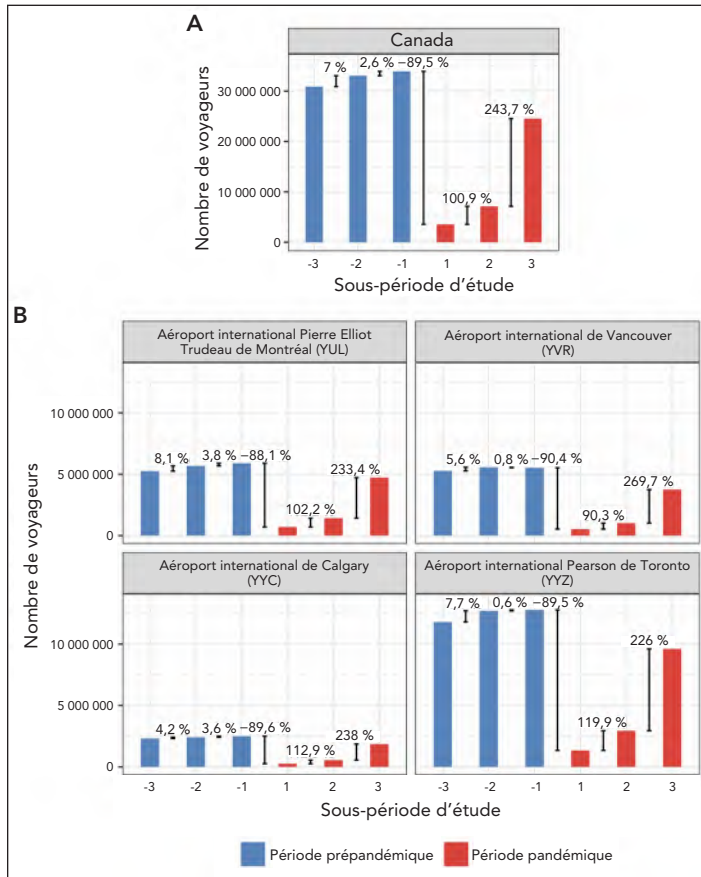 A
Canada
7 %
2,6 %
−89,5 %
243,7 %
100,9 %
30 000 000
20 000 000
10 000 000
0
Nombre de voyageurs
-3 -2 -1 1 2 3
Sous-période d'étude
B
Aéroport international Pierre Elliot
Trudeau de Montréal (YUL)
Aéroport international de Vancouver
(YVR)
10 000 000
5 000 000
0
8,1 %
3,8 %
−88,1 %
102,2 %
233,4 %
5,6 %
0,8 %
−90,4 %
90,3 %
269,7 %
Nombre de voyageurs
Aéroport international de Calgary
(YYC)
Aéroport international Pearson de Toronto
(YYZ)
10 000 000
5 000 000
0
4,2 %
3,6 %
−89,6 %
112,9 %
238 %
7,7 %
0,6 %
−89,5 %
119,9 %
226 %
-3 -2 -1 1 2 3
-3 -2 -1 1 2 3
Sous-période d'étude
Période prépandémique
Période pandémique